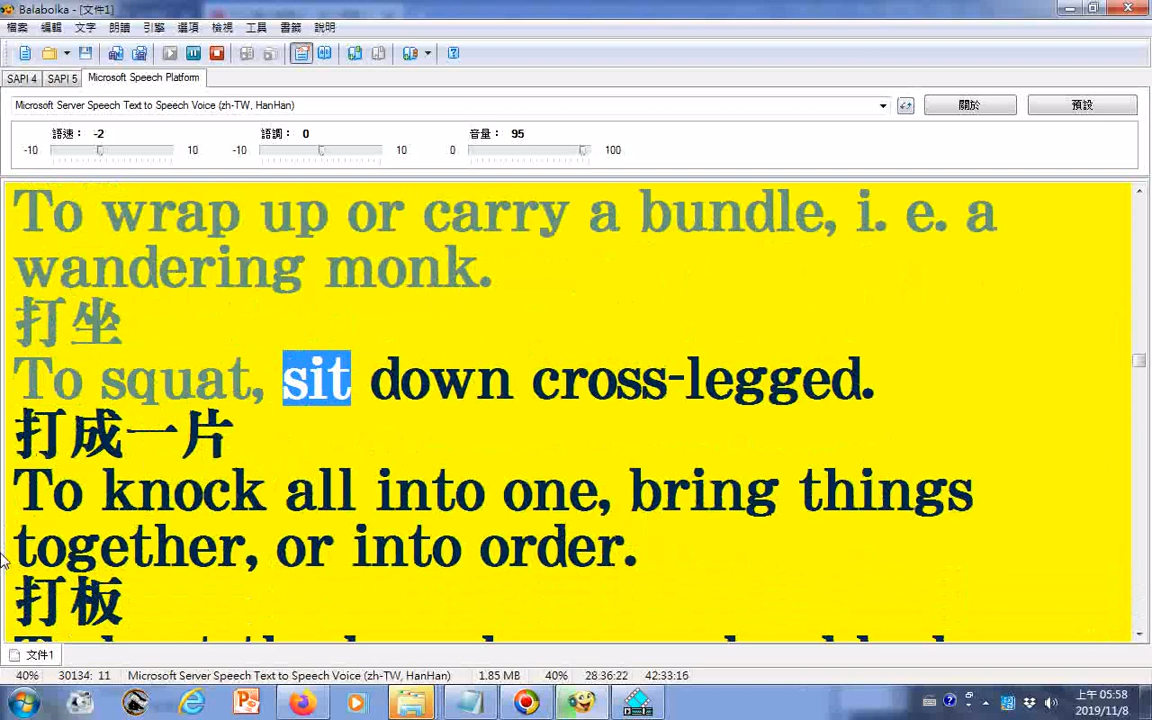 Balabolka - [文件1]
檔案 編輯 文字 朗讀 引擎 選項 檢視 工具 書籤 說明
SAPI 4 SAPI 5 Microsoft Speech Platform
Microsoft Server Speech Text to Speech Voice (zh-TW, HanHan) 關於 預設
語速： -2 語調： 0 音量： 95
-10 10 -10 10 0 100
To wrap up or carry a bundle, i. e. a
wandering monk.
打坐
To squat, sit down cross-legged.
打成一片
To knock all into one, bring things
together, or into order.
打板
文件1
40% 30134: 11 Microsoft Server Speech Text to Speech Voice (zh-TW, HanHan) 1.85 MB 40% 28:36:22 42:33:16
上午 05:58
2019/11/8